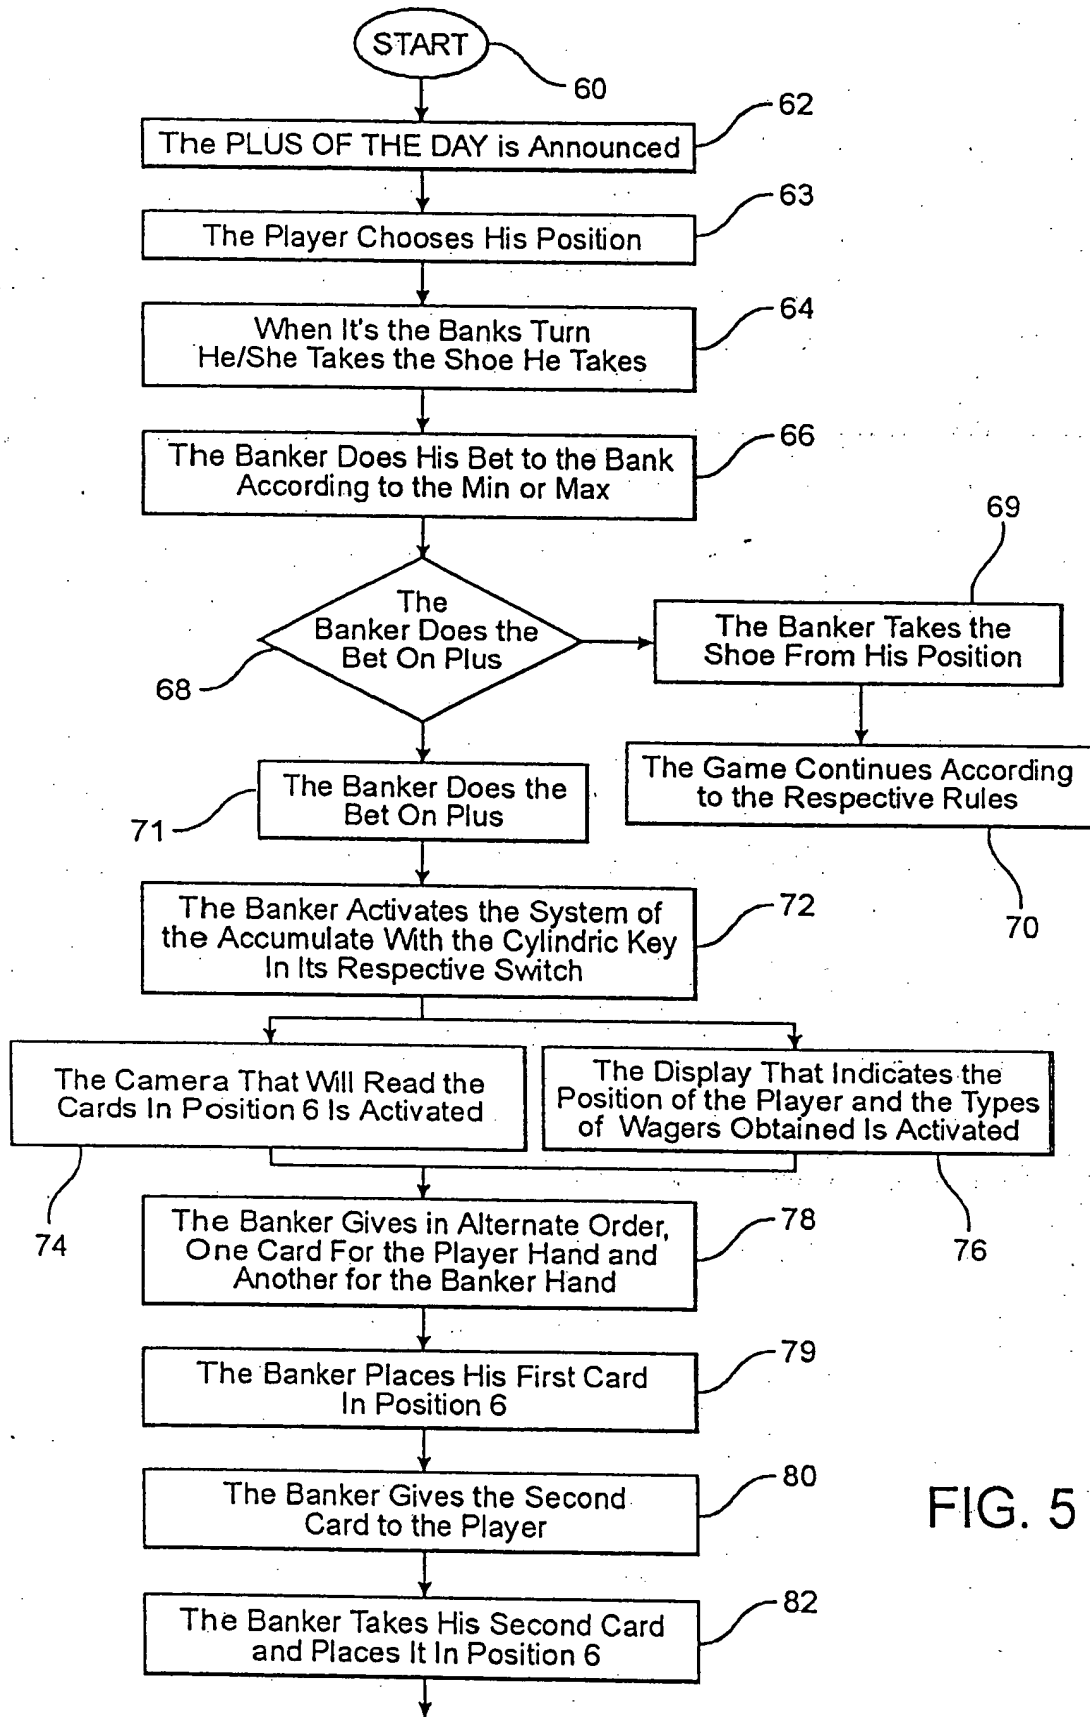 START
60
62
The PLUS OF THE DAY is Announced
63
The Player Chooses His Position
64
When It's the Banks Turn
He/She Takes the Shoe He Takes
66
The Banker Does His Bet to the Bank
According to the Min or Max
69
The
Banker Does the
Bet On Plus
68
The Banker Takes the
Shoe From His Position
The Game Continues According
to the Respective Rules
70
The Banker Does the
Bet On Plus
71
72
The Banker Activates the System of
the Accumulate With the Cylindric Key
In Its Respective Switch
The Camera That Will Read the
Cards In Position 6 Is Activated
74
The Display That Indicates the
Position of the Player and the Types
of Wagers Obtained Is Activated
76
78
The Banker Gives in Alternate Order,
One Card For the Player Hand and
Another for the Banker Hand
79
The Banker Places His First Card
In Position 6
80
The Banker Gives the Second
Card to the Player
FIG. 5
82
The Banker Takes His Second Card
and Places It In Position 6